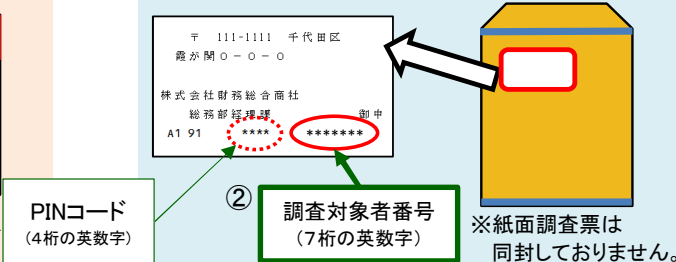 〒 111-1111 千代田区
霞が関０－０－０
株式会社財務総合商社
総務部経理課 御中
A1 91 **** *******
PINコード
(4桁の英数字)
②
調査対象者番号
(7桁の英数字)
※紙面調査票は
同封しておりません。